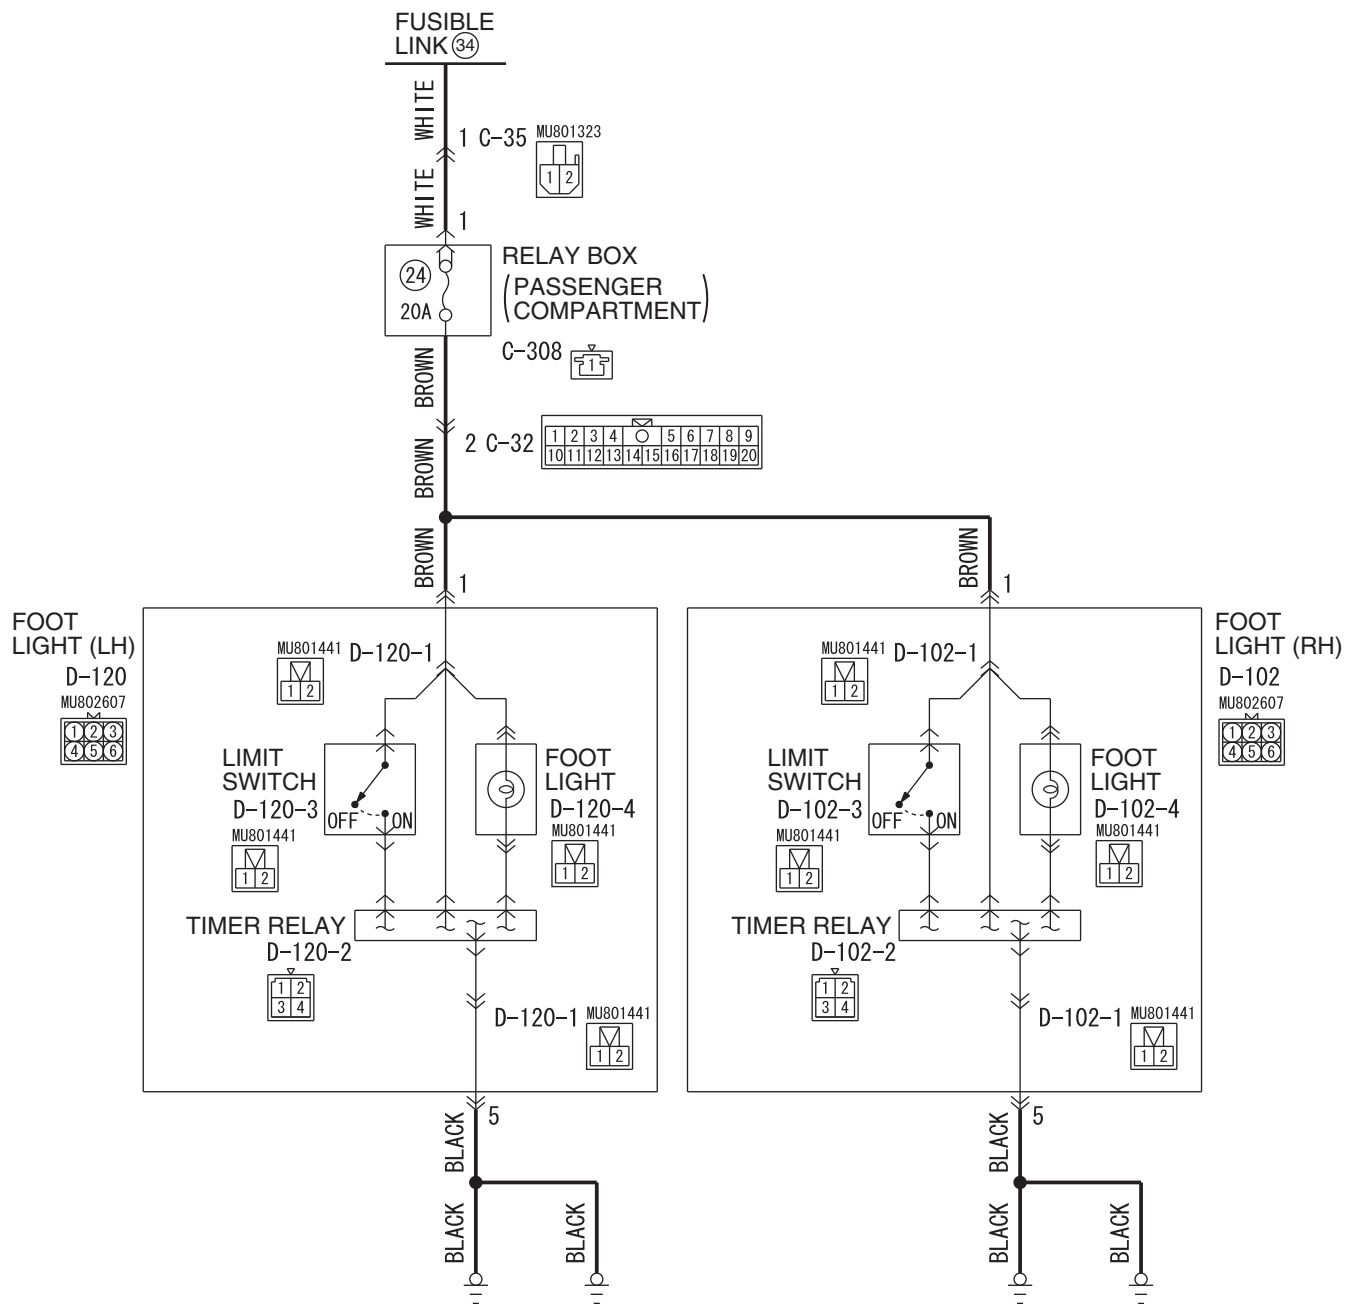 FUSIBLE
LINK 34
WHITE
1 C-35
MU801323
1 2
WHITE
1
24
20A
RELAY BOX
(PASSENGER
COMPARTMENT)
BROWN
C-308
1
2 C-32
1 2 3 4 5 6 7 8 9
10 11 12 13 14 15 16 17 18 19 20
BROWN
BROWN
1
BROWN
1
FOOT
LIGHT (LH)
D-120
MU802607
1 2 3
4 5 6
MU801441
D-120-1
1 2
LIMIT
SWITCH
D-120-3
MU801441
1 2
OFF ON
FOOT
LIGHT
D-120-4
MU801441
1 2
TIMER RELAY
D-120-2
1 2
3 4
D-120-1
MU801441
1 2
5
BLACK
BLACK
BLACK
FOOT
LIGHT (RH)
D-102
MU802607
1 2 3
4 5 6
MU801441
D-102-1
1 2
LIMIT
SWITCH
D-102-3
MU801441
1 2
OFF ON
FOOT
LIGHT
D-102-4
MU801441
1 2
TIMER RELAY
D-102-2
1 2
3 4
D-102-1
MU801441
1 2
5
BLACK
BLACK
BLACK